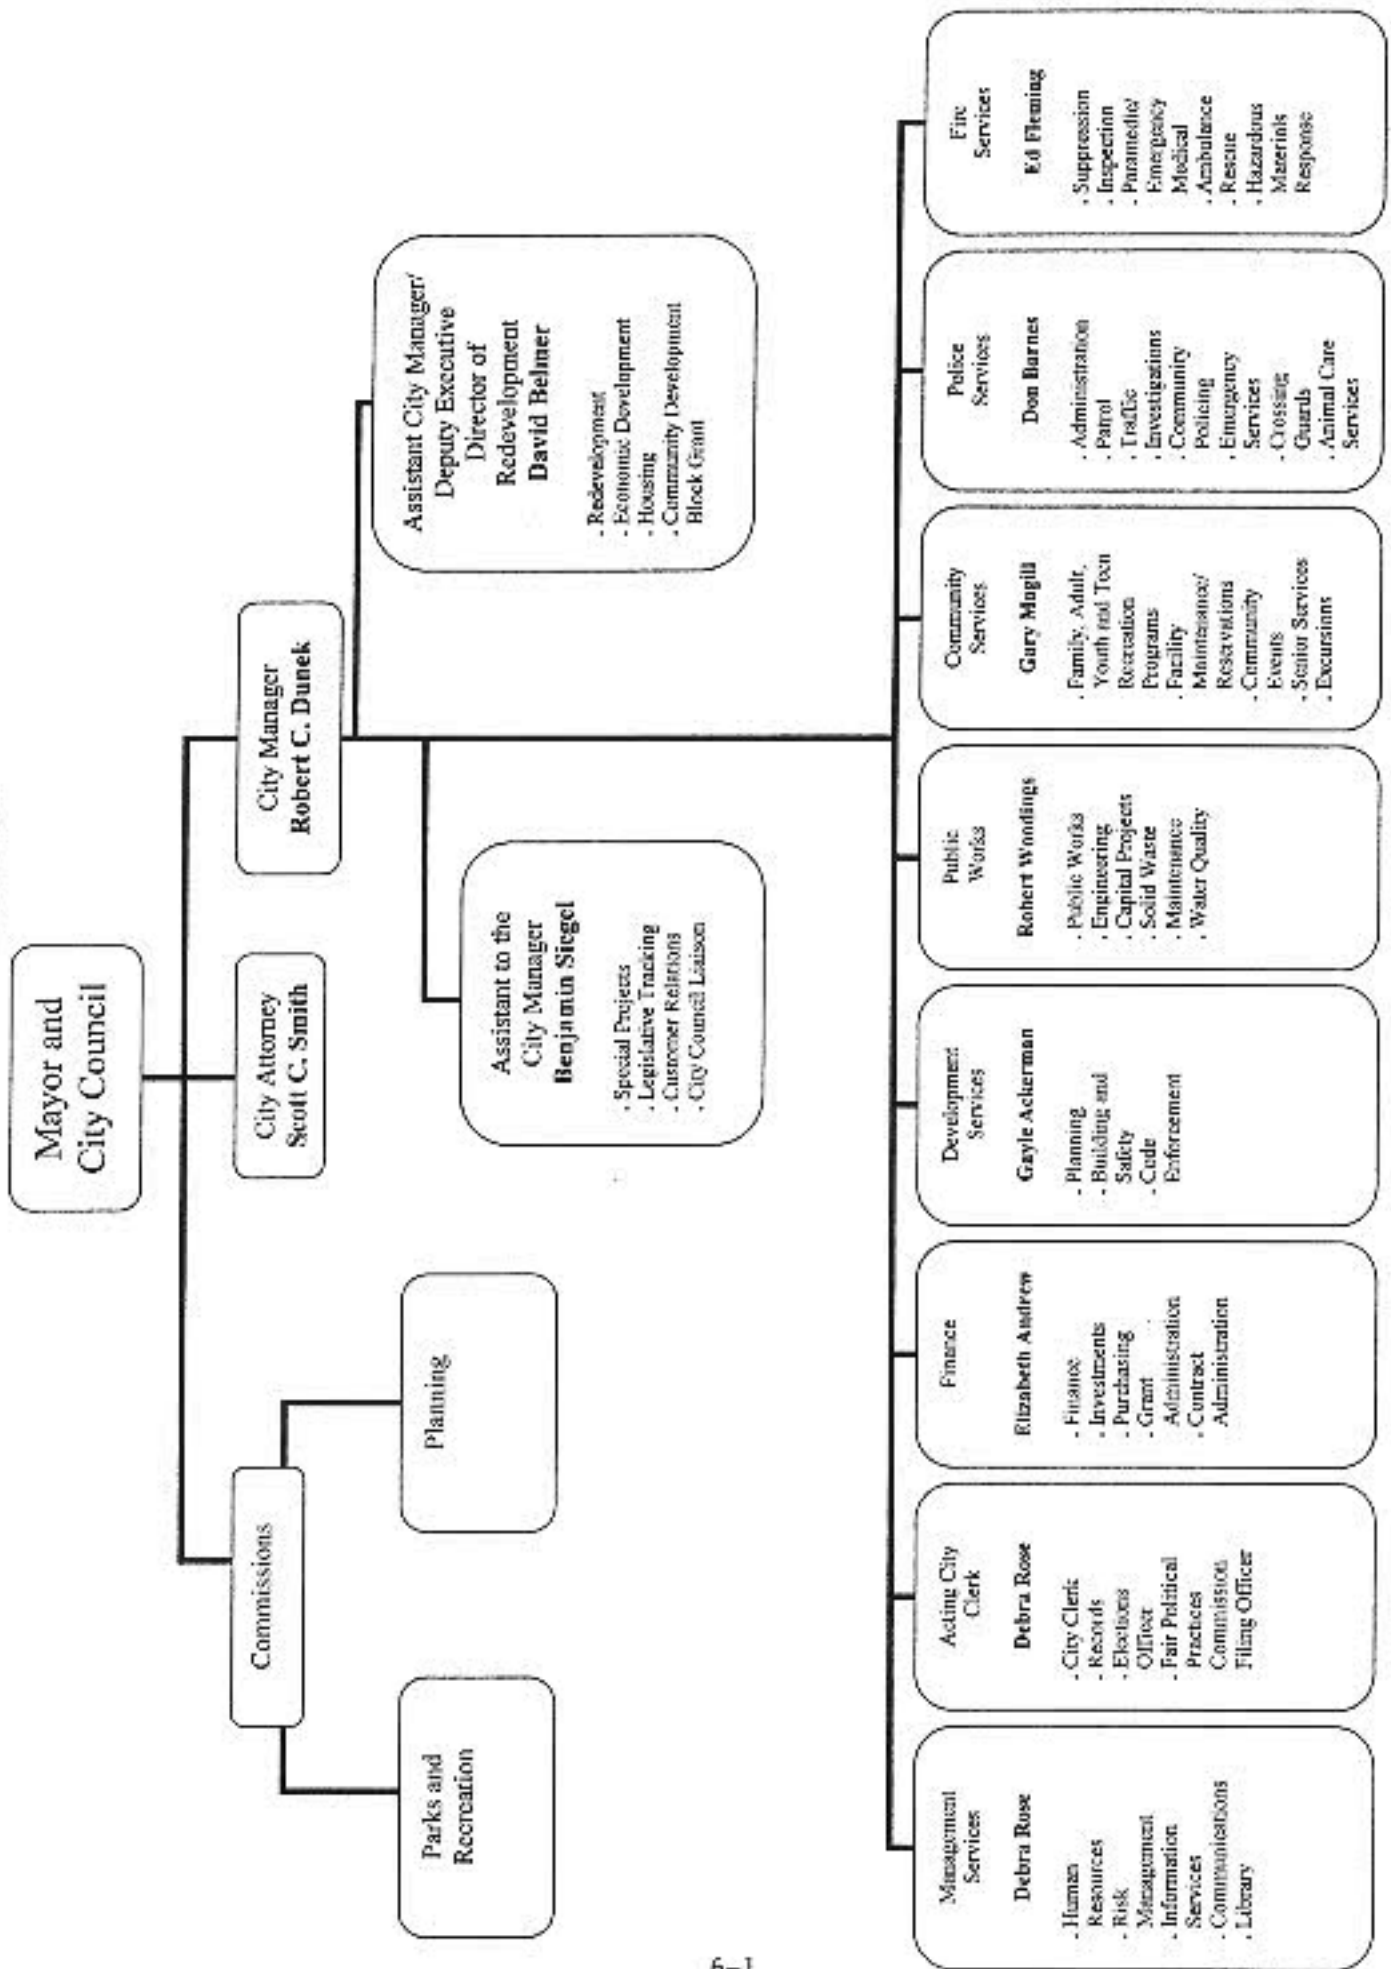 Mayor and
City Council
City Attorney
Scott C. Smith
City Manager
Robert C. Dunek
Commissions
Parks and
Recreation
Planning
Assistant to the
City Manager
Benjamin Siegel
. Special Projects
. Legislative Tracking
. Customer Relations
. City Council Liaison
Assistant City Manager/
Deputy Executive
Director of
Redevelopment
David Belmer
. Redevelopment
. Economic Development
. Housing
. Community Development
Block Grant
Management
Services
Debra Rose
. Human
Resources
. Risk
Management
. Information
Services
. Communications
. Library
Acting City
Clerk
Debra Rose
. City Clerk
. Records
. Elections
Officer
. Fair Political
Practices
Commission
Filing Officer
Finance
Elizabeth Andrew
. Finance
. Investments
. Purchasing
. Grant
Administration
. Contract
Administration
Development
Services
Gayle Ackerman
. Planning
. Building and
Safety
. Code
Enforcement
Public
Works
Robert Woodings
. Public Works
. Engineering
. Capital Projects
. Solid Waste
. Maintenance
. Water Quality
Community
Services
Gary Magill
. Family, Adult,
Youth and Teen
Recreation
Programs
. Facility
Maintenance/
Reservations
. Community
Events
. Senior Services
. Excursions
Police
Services
Don Barnes
. Administration
. Patrol
. Traffic
. Investigations
. Community
Policing
. Emergency
Services
. Crossing
Guards
. Animal Care
Services
Fire
Services
Ed Fleming
. Suppression
. Inspection
. Paramedic/
Emergency
Medical
. Ambulance
. Rescue
. Hazardous
Materials
Response
6-1